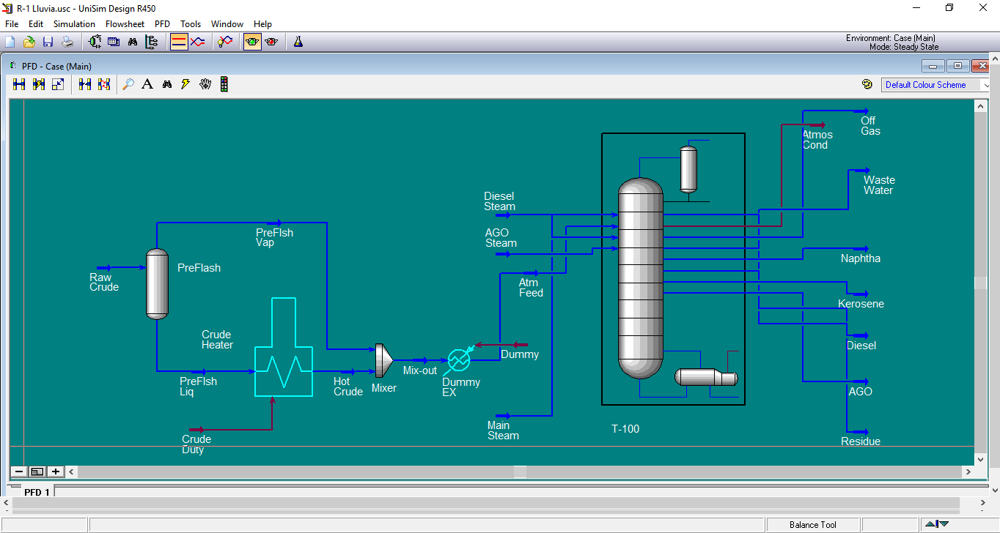 R-1 Lluvia.usc - UniSim Design R450
File Edit Simulation Flowsheet PFD Tools Window Help
Environment: Case (Main)
Mode: Steady State
PFD - Case (Main)
A
Default Colour Scheme
Off
Gas
Atmos
Cond
Waste
Water
Diesel
Steam
AGO
Steam
PreFlsh
Vap
PreFlash
Raw
Crude
Naphtha
Atm
Feed
Kerosene
Crude
Heater
Diesel
Dummy
Mix-out
PreFlsh
Liq
Hot
Crude
Mixer
Dummy
EX
AGO
Main
Steam
T-100
Crude
Duty
Residue
PFD 1
Balance Tool